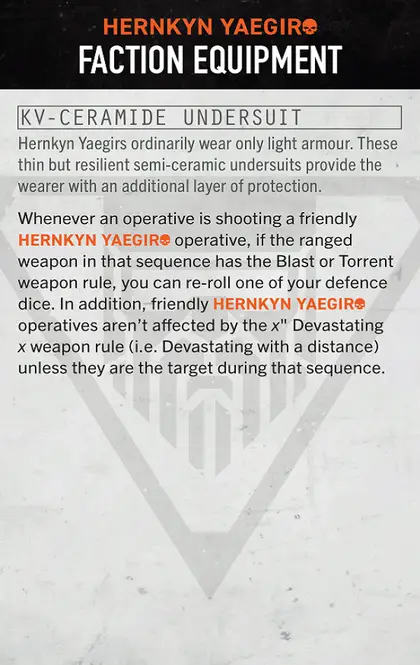 HERNKYN YAEGIR
FACTION EQUIPMENT
KV-CERAMIDE UNDERSUIT
Hernkyn Yaegirs ordinarily wear only light armour. These
thin but resilient semi-ceramic undersuits provide the
wearer with an additional layer of protection.
Whenever an operative is shooting a friendly
HERNKYN YAEGIR operative, if the ranged
weapon in that sequence has the Blast or Torrent
weapon rule, you can re-roll one of your defence
dice. In addition, friendly HERNKYN YAEGIR
operatives aren’t affected by the x" Devastating
x weapon rule (i.e. Devastating with a distance)
unless they are the target during that sequence.